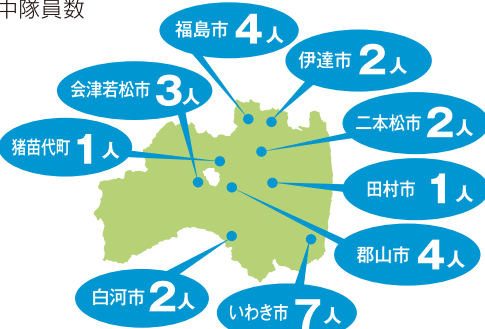 中隊員数
福島市 4人
伊達市 2人
会津若松市 3人
二本松市 2人
猪苗代町 1人
田村市 1人
郡山市 4人
白河市 2人
いわき市 7人